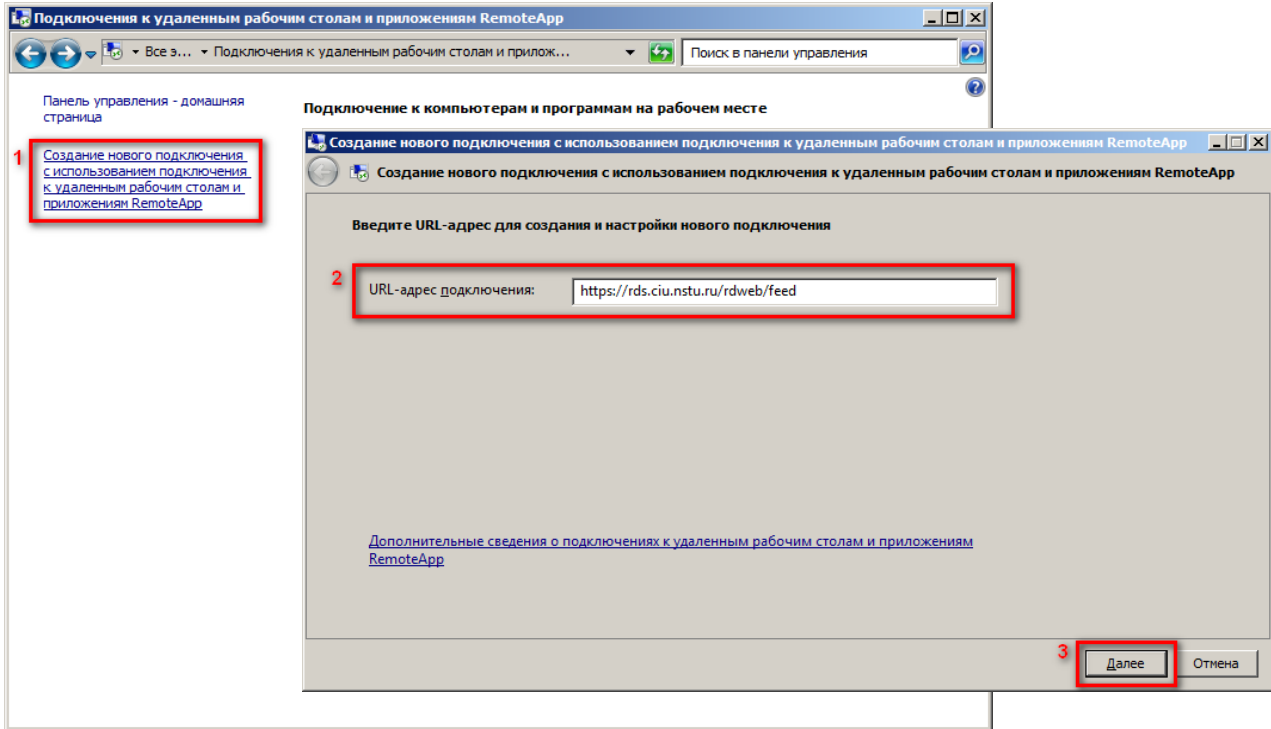 Подключения к удаленным рабочим столам и приложениям RemoteApp
Все э... Подключения к удаленным рабочим столам и прилож...
Поиск в панели управления
Панель управления - домашняя
страница
Подключение к компьютерам и программам на рабочем месте
1
Создание нового подключения
с использованием подключения
к удаленным рабочим столам и
приложениям RemoteApp
Создание нового подключения с использованием подключения к удаленным рабочим столам и приложениям RemoteApp
Создание нового подключения с использованием подключения к удаленным рабочим столам и приложениям RemoteApp
Введите URL-адрес для создания и настройки нового подключения
2
URL-адрес подключения: https://rds.ciu.nstu.ru/rdweb/feed
Дополнительные сведения о подключениях к удаленным рабочим столам и приложениям
RemoteApp
3
Далее Отмена